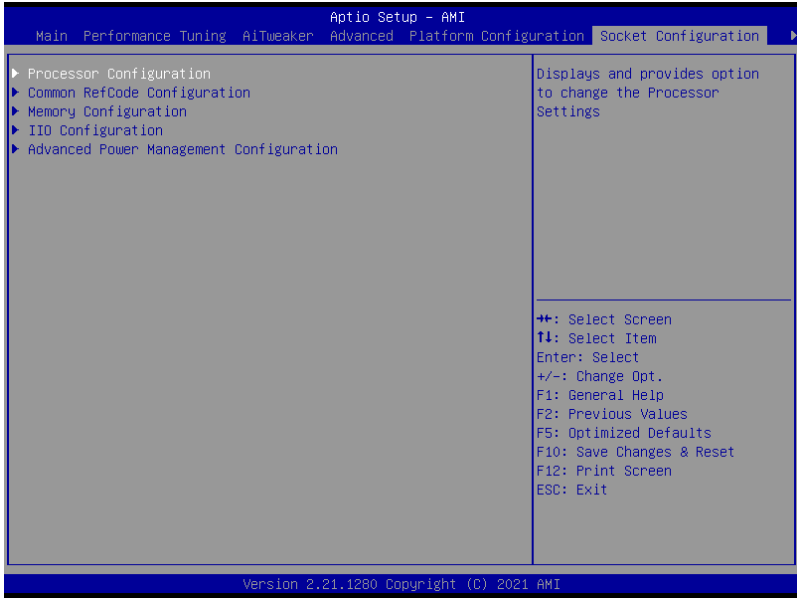 Aptio Setup – AMI
Main Performance Tuning AiTweaker Advanced Platform Configuration Socket Configuration
Processor Configuration
Common RefCode Configuration
Memory Configuration
IIO Configuration
Advanced Power Management Configuration
Displays and provides option
to change the Processor
Settings
→←: Select Screen
↑↓: Select Item
Enter: Select
+/-: Change Opt.
F1: General Help
F2: Previous Values
F5: Optimized Defaults
F10: Save Changes & Reset
F12: Print Screen
ESC: Exit
Version 2.21.1280 Copyright (C) 2021 AMI